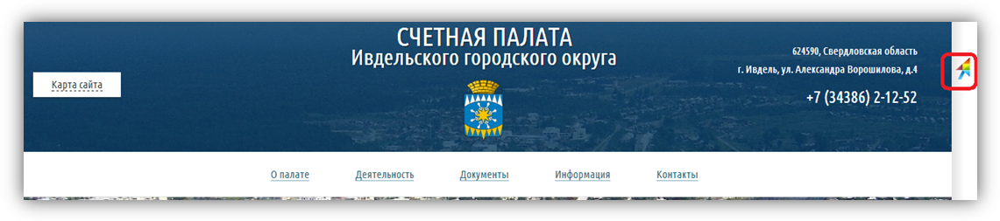 СЧЕТНАЯ ПАЛАТА
Ивдельского городского округа
Карта сайта
624590, Свердловская область
г. Ивдель, ул. Александра Ворошилова, д.4
+7 (34386) 2-12-52
О палате
Деятельность
Документы
Информация
Контакты